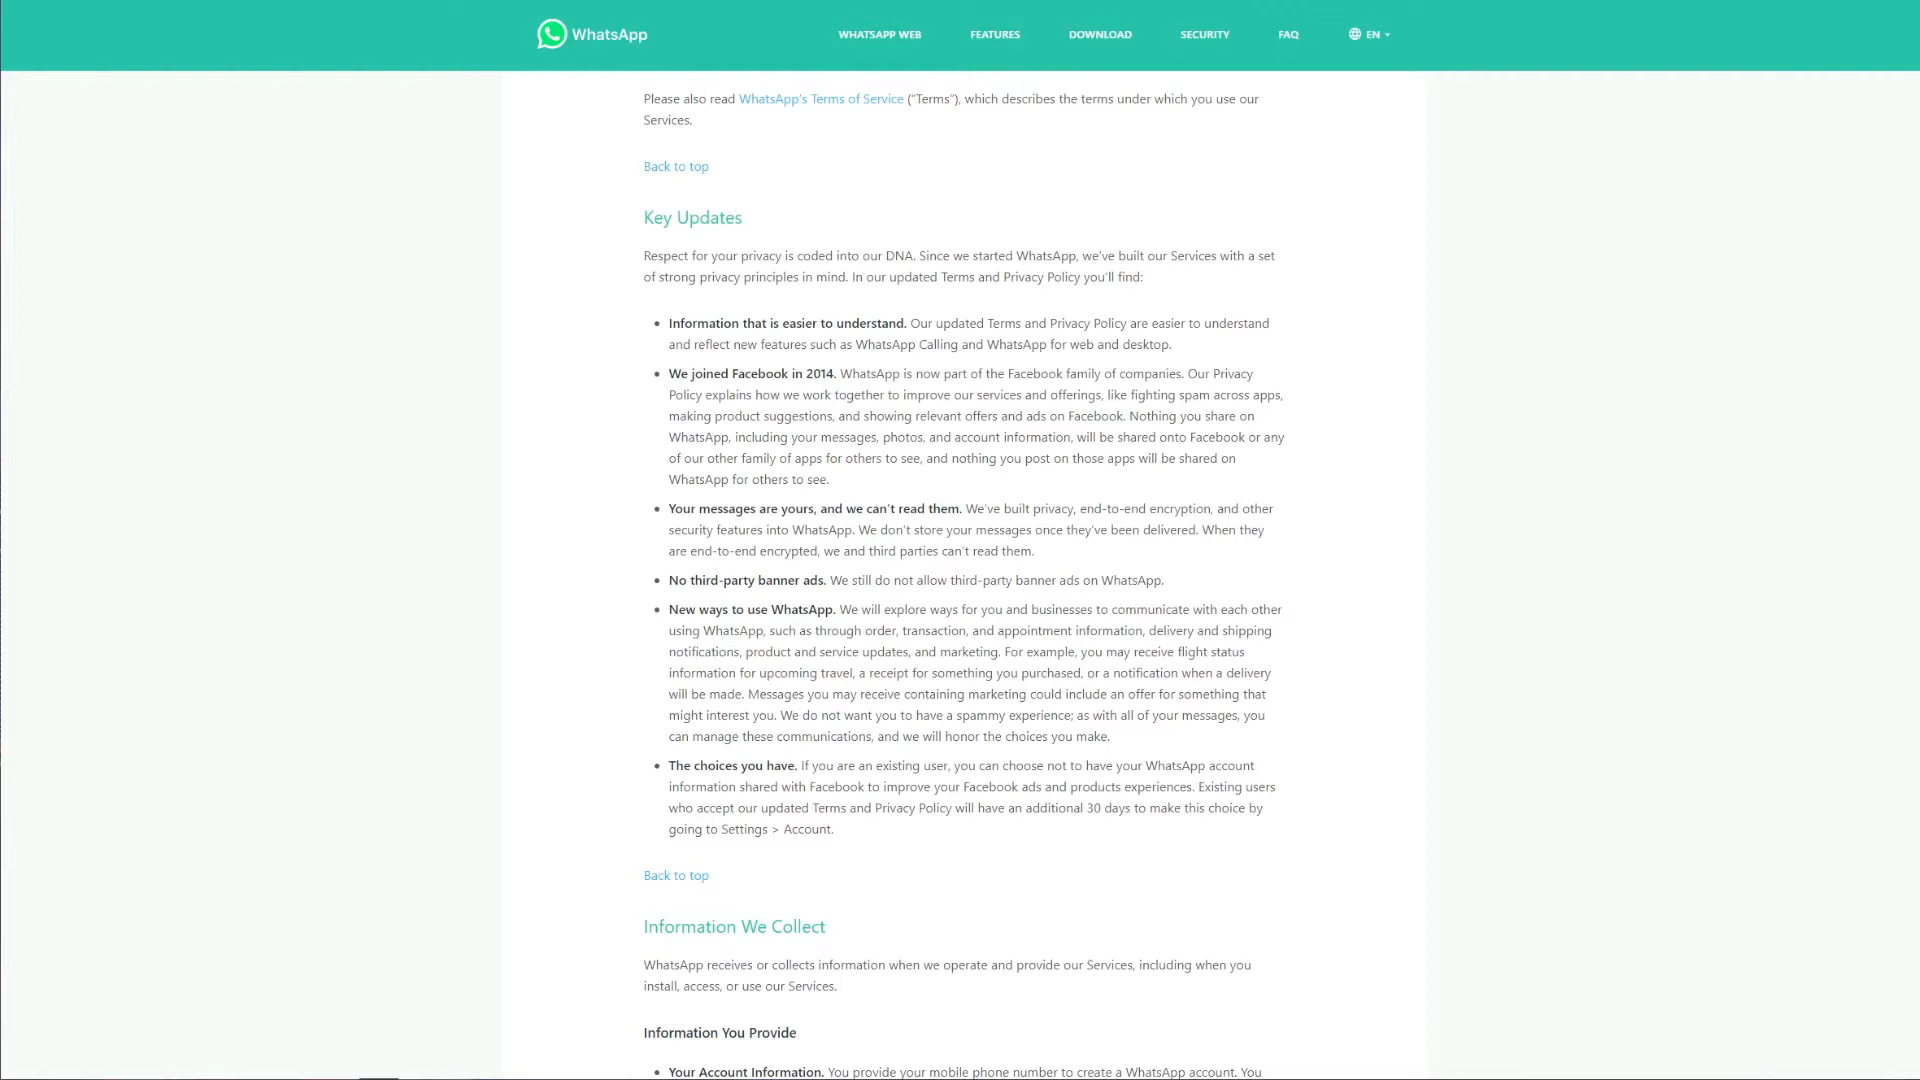 WhatsApp
WHATSAPP WEB
FEATURES
DOWNLOAD
SECURITY
FAQ
EN
Please also read WhatsApp's Terms of Service (“Terms”), which describes the terms under which you use our
Services.
Back to top
Key Updates
Respect for your privacy is coded into our DNA. Since we started WhatsApp, we've built our Services with a set
of strong privacy principles in mind. In our updated Terms and Privacy Policy you'll find:
• Information that is easier to understand. Our updated Terms and Privacy Policy are easier to understand
and reflect new features such as WhatsApp Calling and WhatsApp for web and desktop.
• We joined Facebook in 2014. WhatsApp is now part of the Facebook family of companies. Our Privacy
Policy explains how we work together to improve our services and offerings, like fighting spam across apps,
making product suggestions, and showing relevant offers and ads on Facebook. Nothing you share on
WhatsApp, including your messages, photos, and account information, will be shared onto Facebook or any
of our other family of apps for others to see, and nothing you post on those apps will be shared on
WhatsApp for others to see.
• Your messages are yours, and we can't read them. We've built privacy, end-to-end encryption, and other
security features into WhatsApp. We don't store your messages once they've been delivered. When they
are end-to-end encrypted, we and third parties can't read them.
• No third-party banner ads. We still do not allow third-party banner ads on WhatsApp.
• New ways to use WhatsApp. We will explore ways for you and businesses to communicate with each other
using WhatsApp, such as through order, transaction, and appointment information, delivery and shipping
notifications, product and service updates, and marketing. For example, you may receive flight status
information for upcoming travel, a receipt for something you purchased, or a notification when a delivery
will be made. Messages you may receive containing marketing could include an offer for something that
might interest you. We do not want you to have a spammy experience; as with all of your messages, you
can manage these communications, and we will honor the choices you make.
• The choices you have. If you are an existing user, you can choose not to have your WhatsApp account
information shared with Facebook to improve your Facebook ads and products experiences. Existing users
who accept our updated Terms and Privacy Policy will have an additional 30 days to make this choice by
going to Settings > Account.
Back to top
Information We Collect
WhatsApp receives or collects information when we operate and provide our Services, including when you
install, access, or use our Services.
Information You Provide
• Your Account Information. You provide your mobile phone number to create a WhatsApp account. You